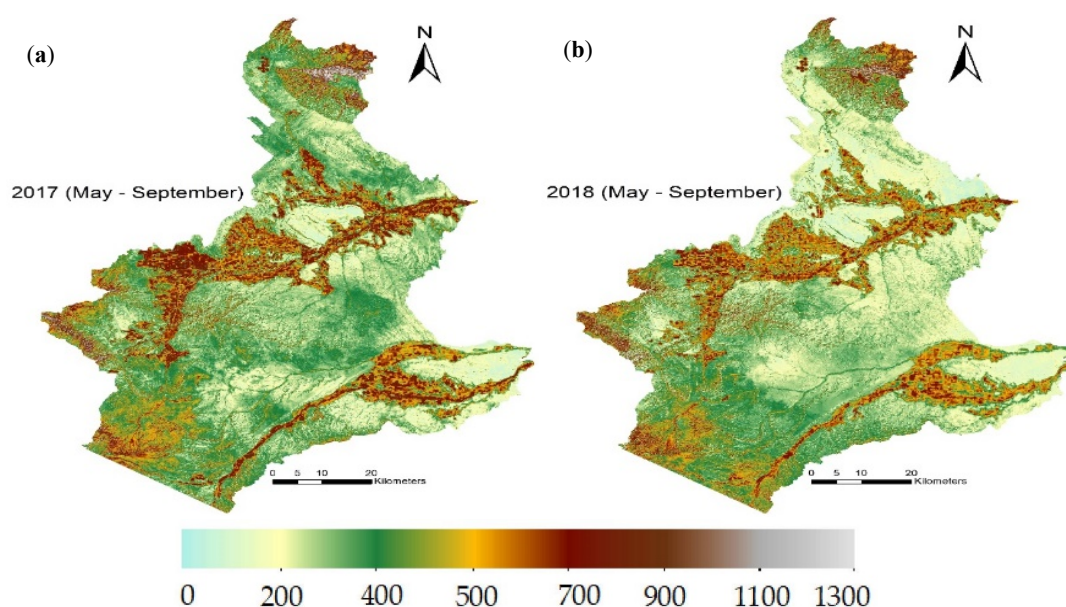 (a)
N
2017 (May - September)
0 5 10 20
Kilometers
(b)
N
2018 (May - September)
0 5 10 20
Kilometers
0 200 400 500 700 900 1100 1300